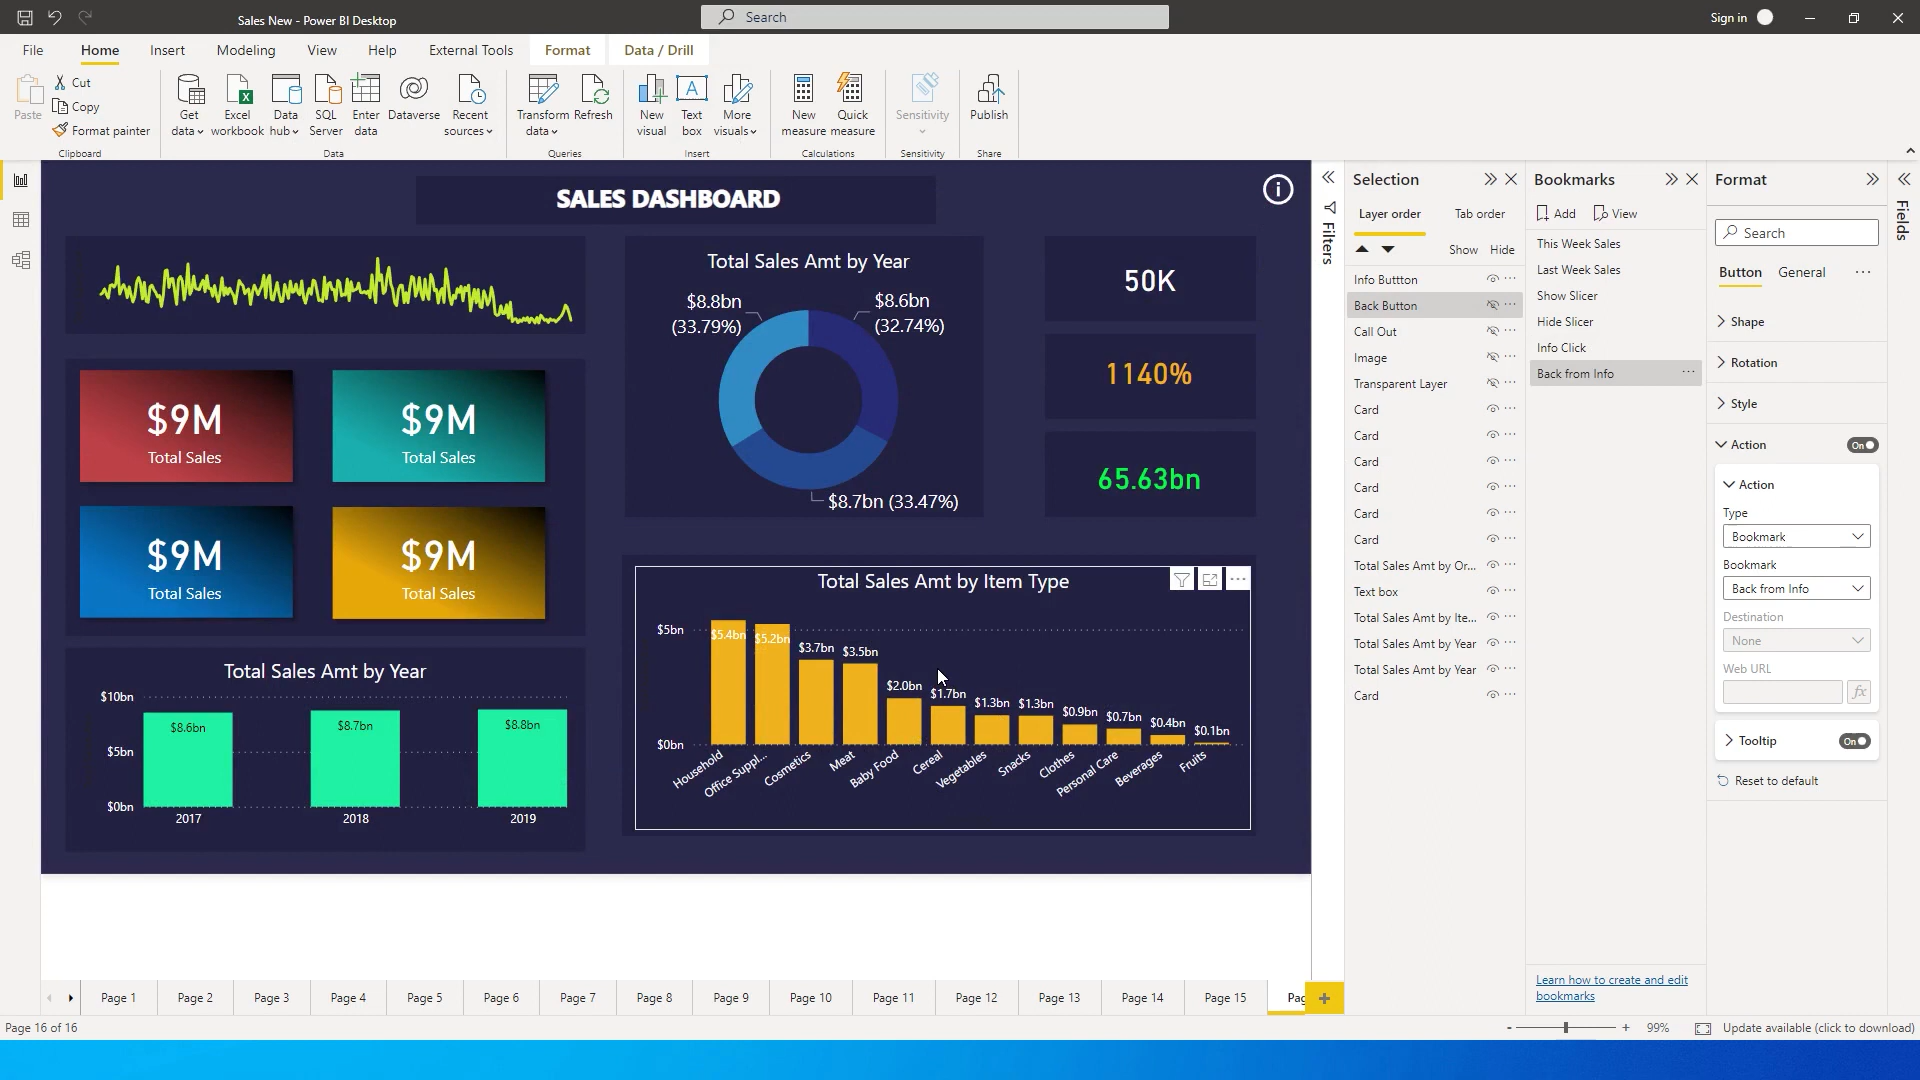 Sales New - Power BI Desktop
Search
Sign in
File
Home
Insert
Modeling
View
Help
External Tools
Format
Data / Drill
Paste
Cut
Copy
Format painter
Clipboard
Get data
Excel workbook
Data hub
SQL Server
Enter data
Dataverse
Recent sources
Data
Transform data
Refresh
Queries
New visual
Text box
More visuals
Insert
New measure
Quick measure
Calculations
Sensitivity
Sensitivity
Publish
Share
SALES DASHBOARD
$9M
Total Sales
$9M
Total Sales
$9M
Total Sales
$9M
Total Sales
Total Sales Amt by Year
$10bn
$5bn
$0bn
$8.6bn
$8.7bn
$8.8bn
2017
2018
2019
Total Sales Amt by Year
$8.8bn
(33.79%)
$8.6bn
(32.74%)
$8.7bn (33.47%)
50K
1140%
65.63bn
Total Sales Amt by Item Type
$5bn
$0bn
$5.4bn
$5.2bn
$3.7bn
$3.5bn
$2.0bn
$1.7bn
$1.3bn
$1.3bn
$0.9bn
$0.7bn
$0.4bn
$0.1bn
Household
Office Suppl...
Cosmetics
Meat
Baby Food
Cereal
Vegetables
Snacks
Clothes
Personal Care
Beverages
Fruits
Filters
Selection
Layer order
Tab order
Show
Hide
Info Buttton
Back Button
Call Out
Image
Transparent Layer
Card
Card
Card
Card
Card
Card
Total Sales Amt by Or...
Text box
Total Sales Amt by Ite...
Total Sales Amt by Year
Total Sales Amt by Year
Card
Bookmarks
Add
View
This Week Sales
Last Week Sales
Show Slicer
Hide Slicer
Info Click
Back from Info
Learn how to create and edit
bookmarks
Format
Search
Button
General
Shape
Rotation
Style
Action
On
Action
Type
Bookmark
Bookmark
Back from Info
Destination
None
Web URL
fx
Tooltip
On
Reset to default
Fields
Page 1
Page 2
Page 3
Page 4
Page 5
Page 6
Page 7
Page 8
Page 9
Page 10
Page 11
Page 12
Page 13
Page 14
Page 15
Pag
Page 16 of 16
99%
Update available (click to download)